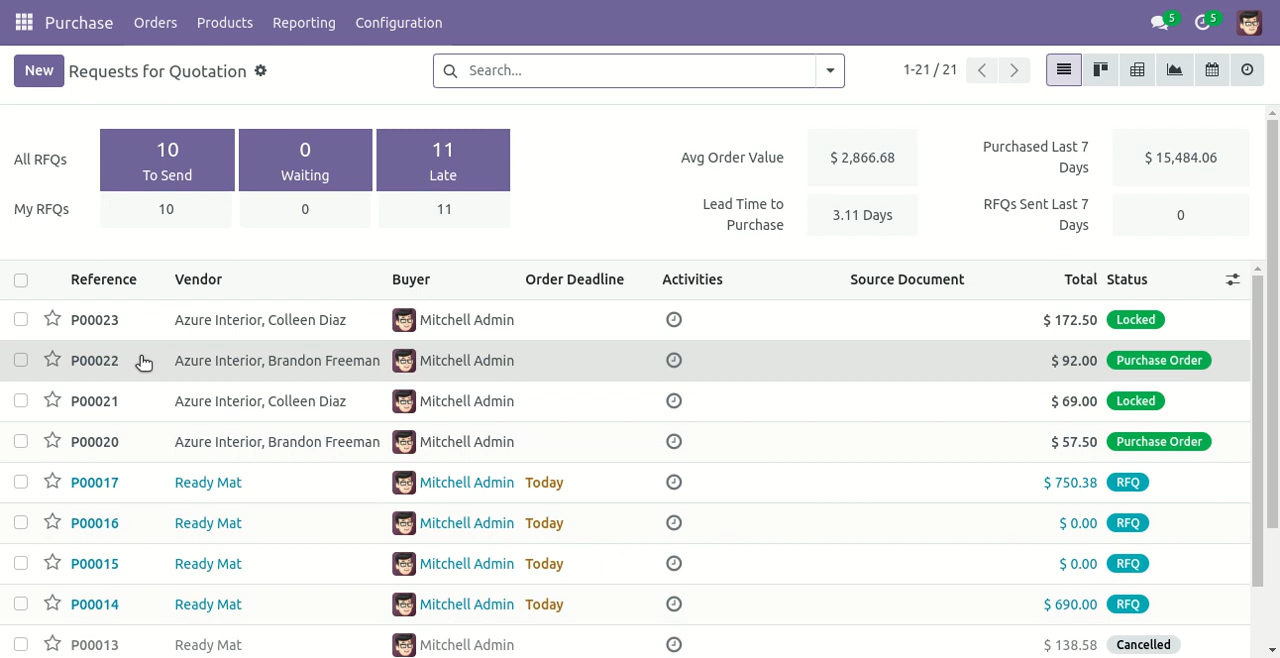 Purchase Orders Products Reporting Configuration 5 5
New Requests for Quotation Search... 1-21 / 21
All RFQs 10 To Send 0 Waiting 11 Late
My RFQs 10 0 11
Avg Order Value $ 2,866.68 Purchased Last 7 Days $ 15,484.06
Lead Time to Purchase 3.11 Days RFQs Sent Last 7 Days 0
Reference Vendor Buyer Order Deadline Activities Source Document Total Status
P00023 Azure Interior, Colleen Diaz Mitchell Admin $ 172.50 Locked
P00022 Azure Interior, Brandon Freeman Mitchell Admin $ 92.00 Purchase Order
P00021 Azure Interior, Colleen Diaz Mitchell Admin $ 69.00 Locked
P00020 Azure Interior, Brandon Freeman Mitchell Admin $ 57.50 Purchase Order
P00017 Ready Mat Mitchell Admin Today $ 750.38 RFQ
P00016 Ready Mat Mitchell Admin Today $ 0.00 RFQ
P00015 Ready Mat Mitchell Admin Today $ 0.00 RFQ
P00014 Ready Mat Mitchell Admin Today $ 690.00 RFQ
P00013 Ready Mat Mitchell Admin $ 138.58 Cancelled